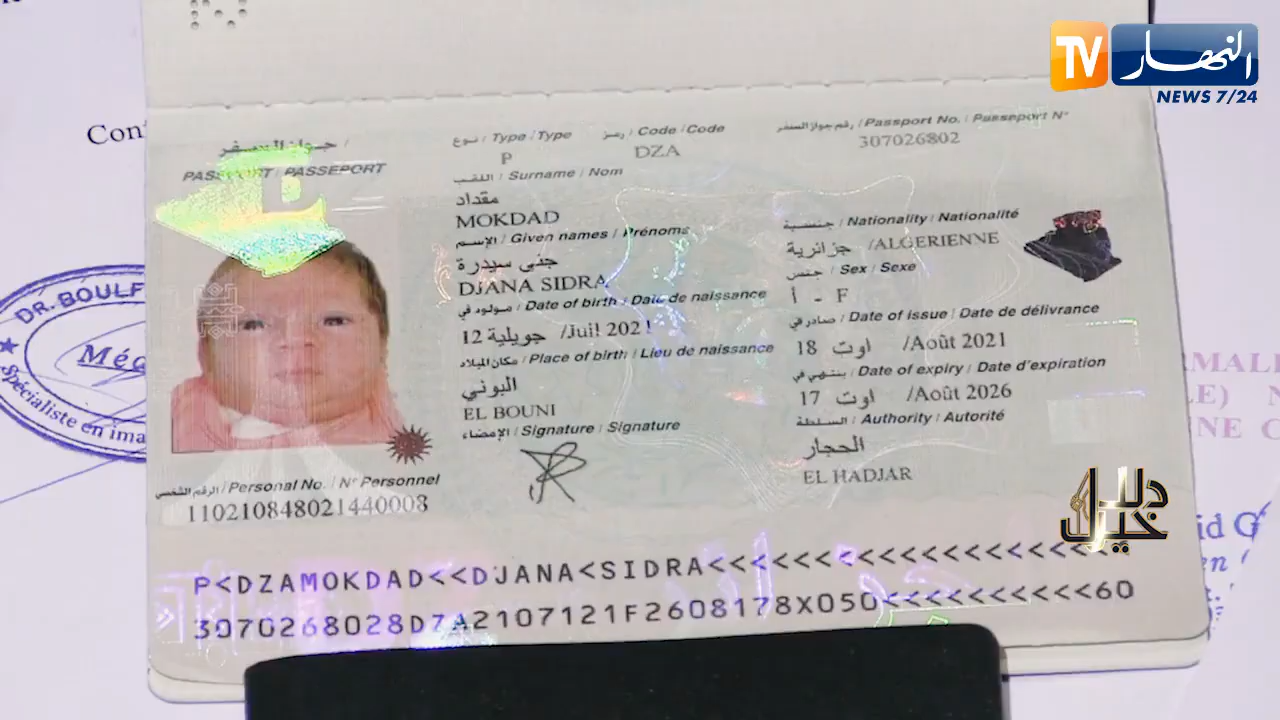 TV النهار
NEWS 7/24
Conf
جواز السفر /
PASSPORT / PASSEPORT
نوع / Type / Type
رمز / Code / Code
رقم جواز السفر / Passport No. / Passeport N°
P
DZA
307026802
اللقب / Surname / Nom
مقداد
MOKDAD
الإسم / Given names / Prénoms
جنى سيدرة
DJANA SIDRA
مولود في / Date of birth / Date de naissance
12 جويلية /Juil 2021
مكان الميلاد / Place of birth / Lieu de naissance
البوني
EL BOUNI
الإمضاء / Signature / Signature
جنسية / Nationality / Nationalité
جزائرية /ALGERIENNE
جنس / Sex / Sexe
أ - F
صادر في / Date of issue / Date de délivrance
18 اوت /Août 2021
ينتهي في / Date of expiry / Date d'expiration
17 اوت /Août 2026
السلطة / Authority / Autorité
الحجار
EL HADJAR
الرقم الشخصي / Personal No. / N° Personnel
110210848021440008
P<DZAMOKDAD<<DJANA<SIDRA<<<<<<<<<<<<<<<<<<<<
3070268028DZA2107121F2608178X050<<<<<<<<<<60
DR. BOULF
Spécialiste en ima
دلال خير